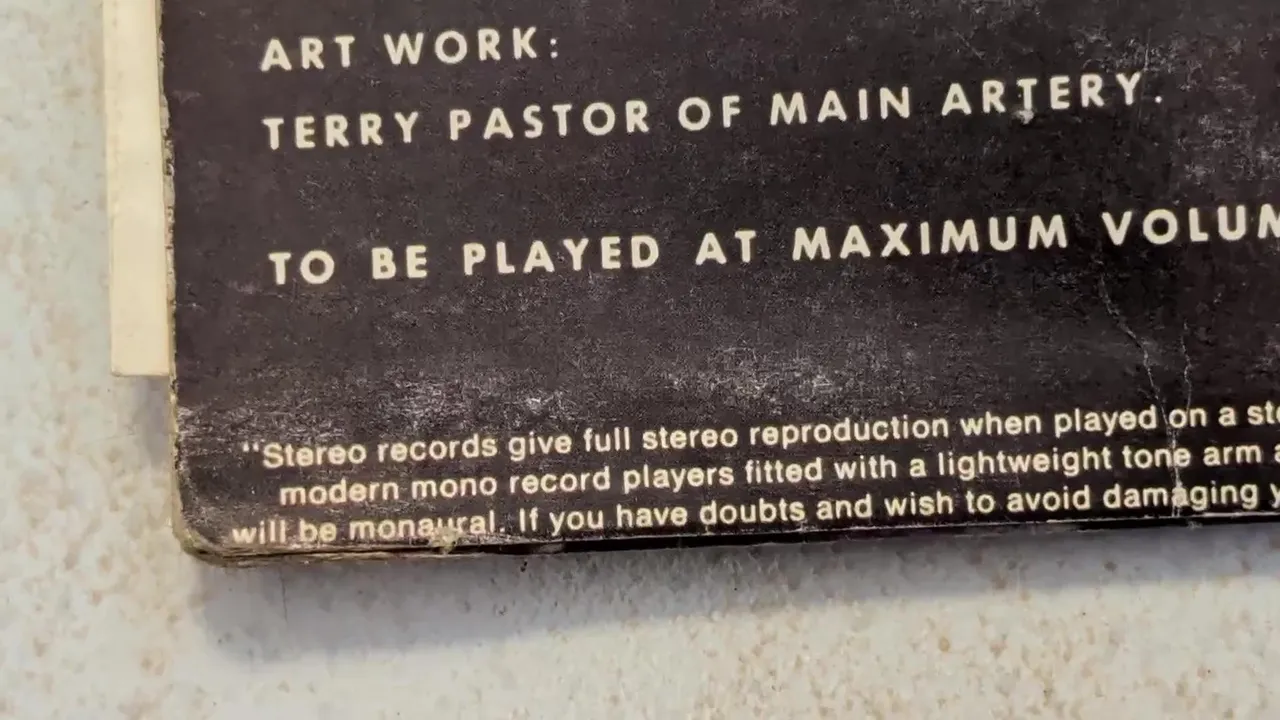 ART WORK:
TERRY PASTOR OF MAIN ARTERY.
TO BE PLAYED AT MAXIMUM VOLUM
"Stereo records give full stereo reproduction when played on a st
modern mono record players fitted with a lightweight tone arm a
will be monaural. If you have doubts and wish to avoid damaging y